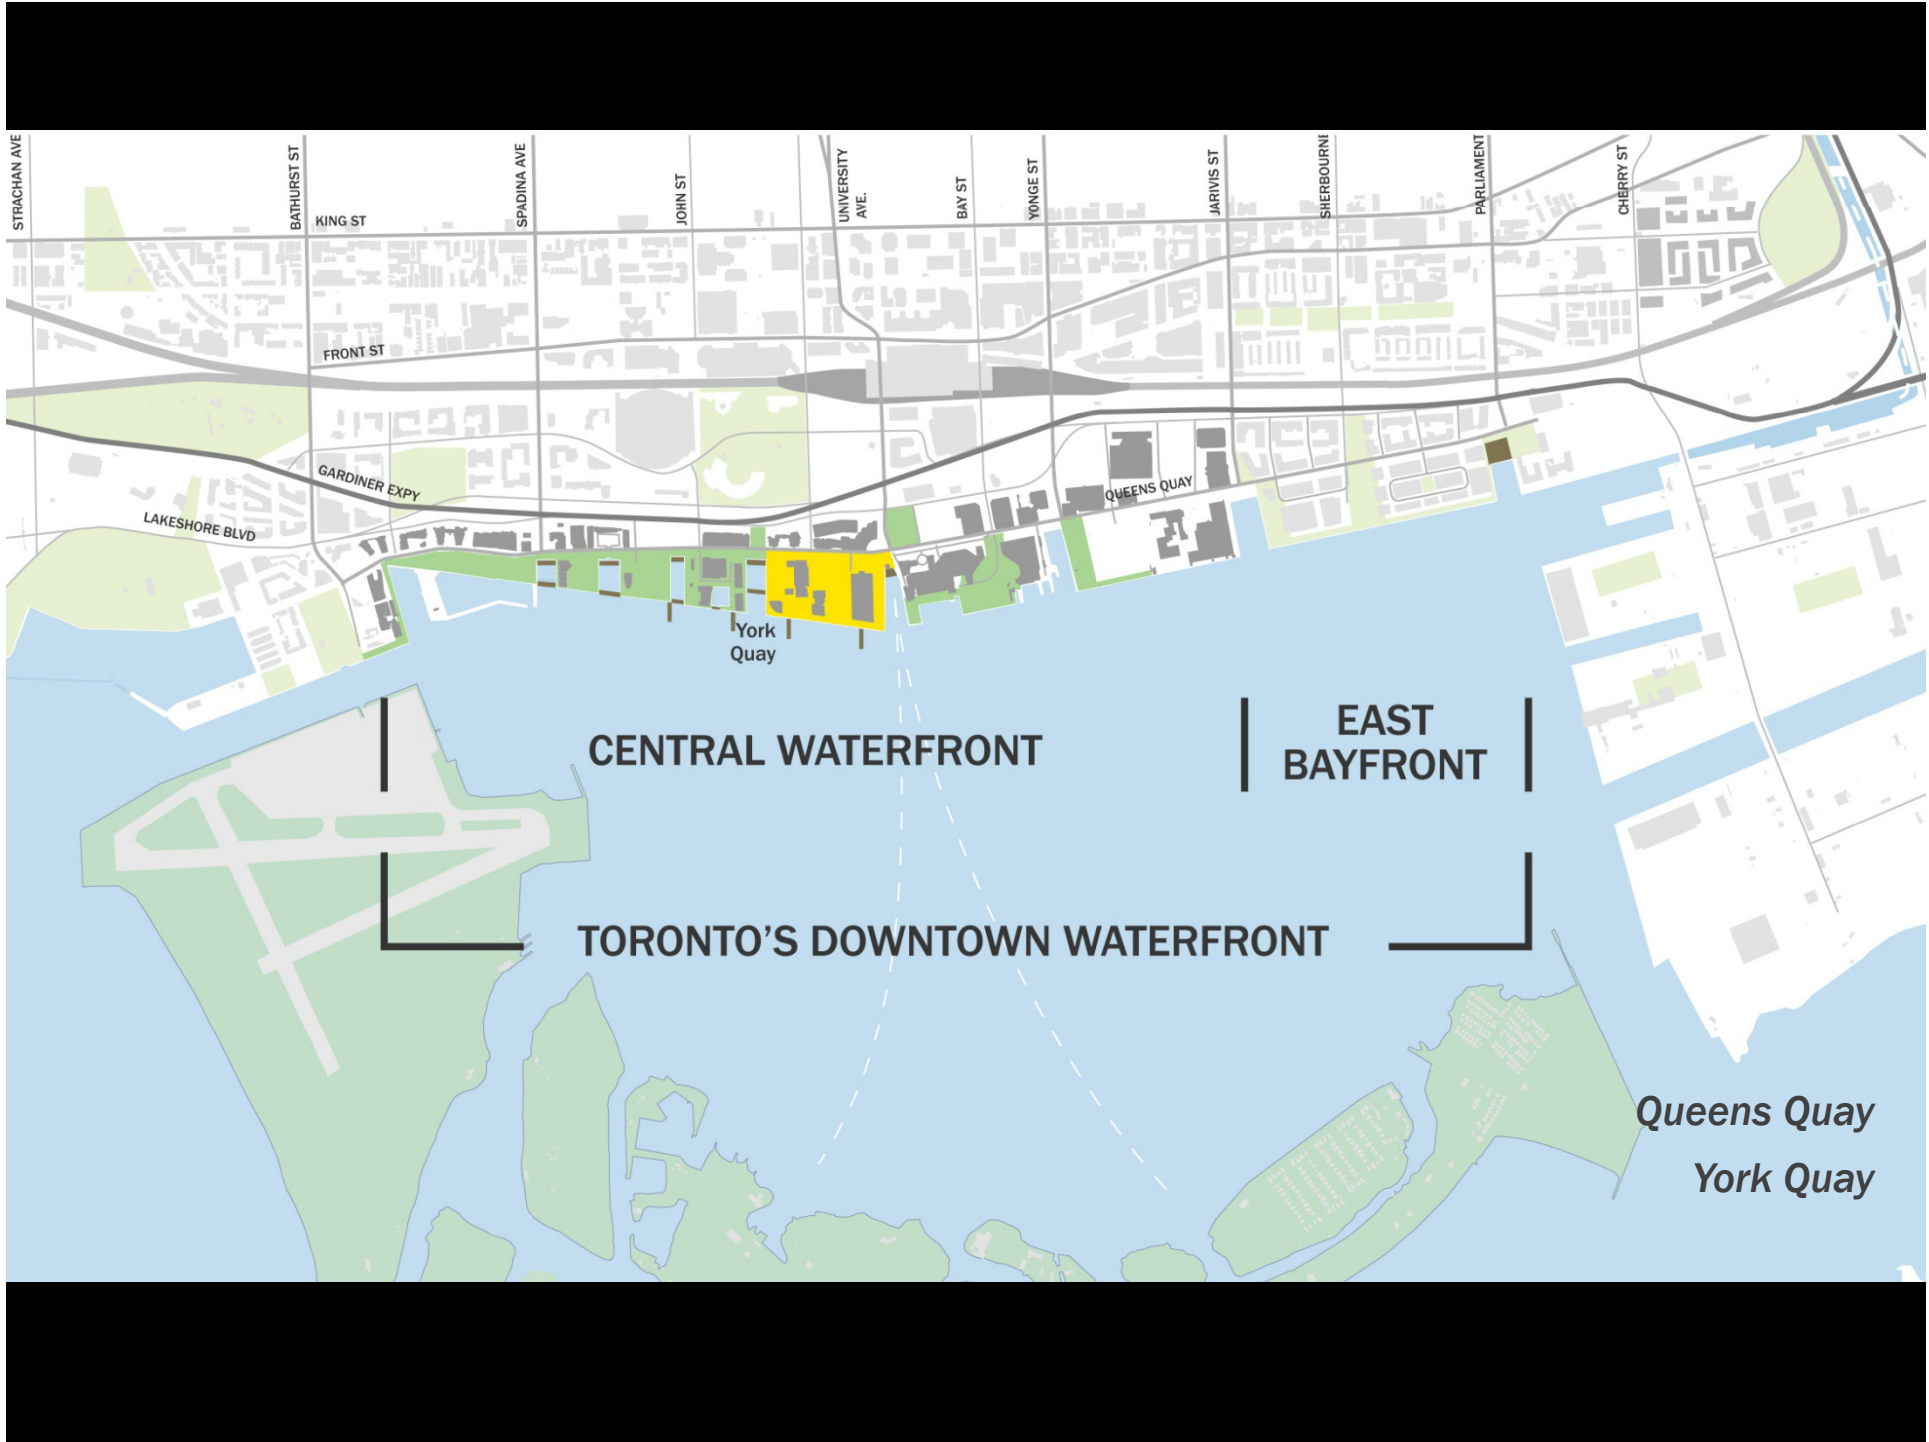 STRACHAN AVE
BATHURST ST
SPADINA AVE
JOHN ST
UNIVERSITY
AVE.
BAY ST
YONGE ST
JARIVIS ST
SHERBOURNE
PARLIAMENT
CHERRY ST
KING ST
FRONT ST
GARDINER EXPY
LAKESHORE BLVD
QUEENS QUAY
York
Quay
CENTRAL WATERFRONT
EAST
BAYFRONT
TORONTO'S DOWNTOWN WATERFRONT
Queens Quay
York Quay